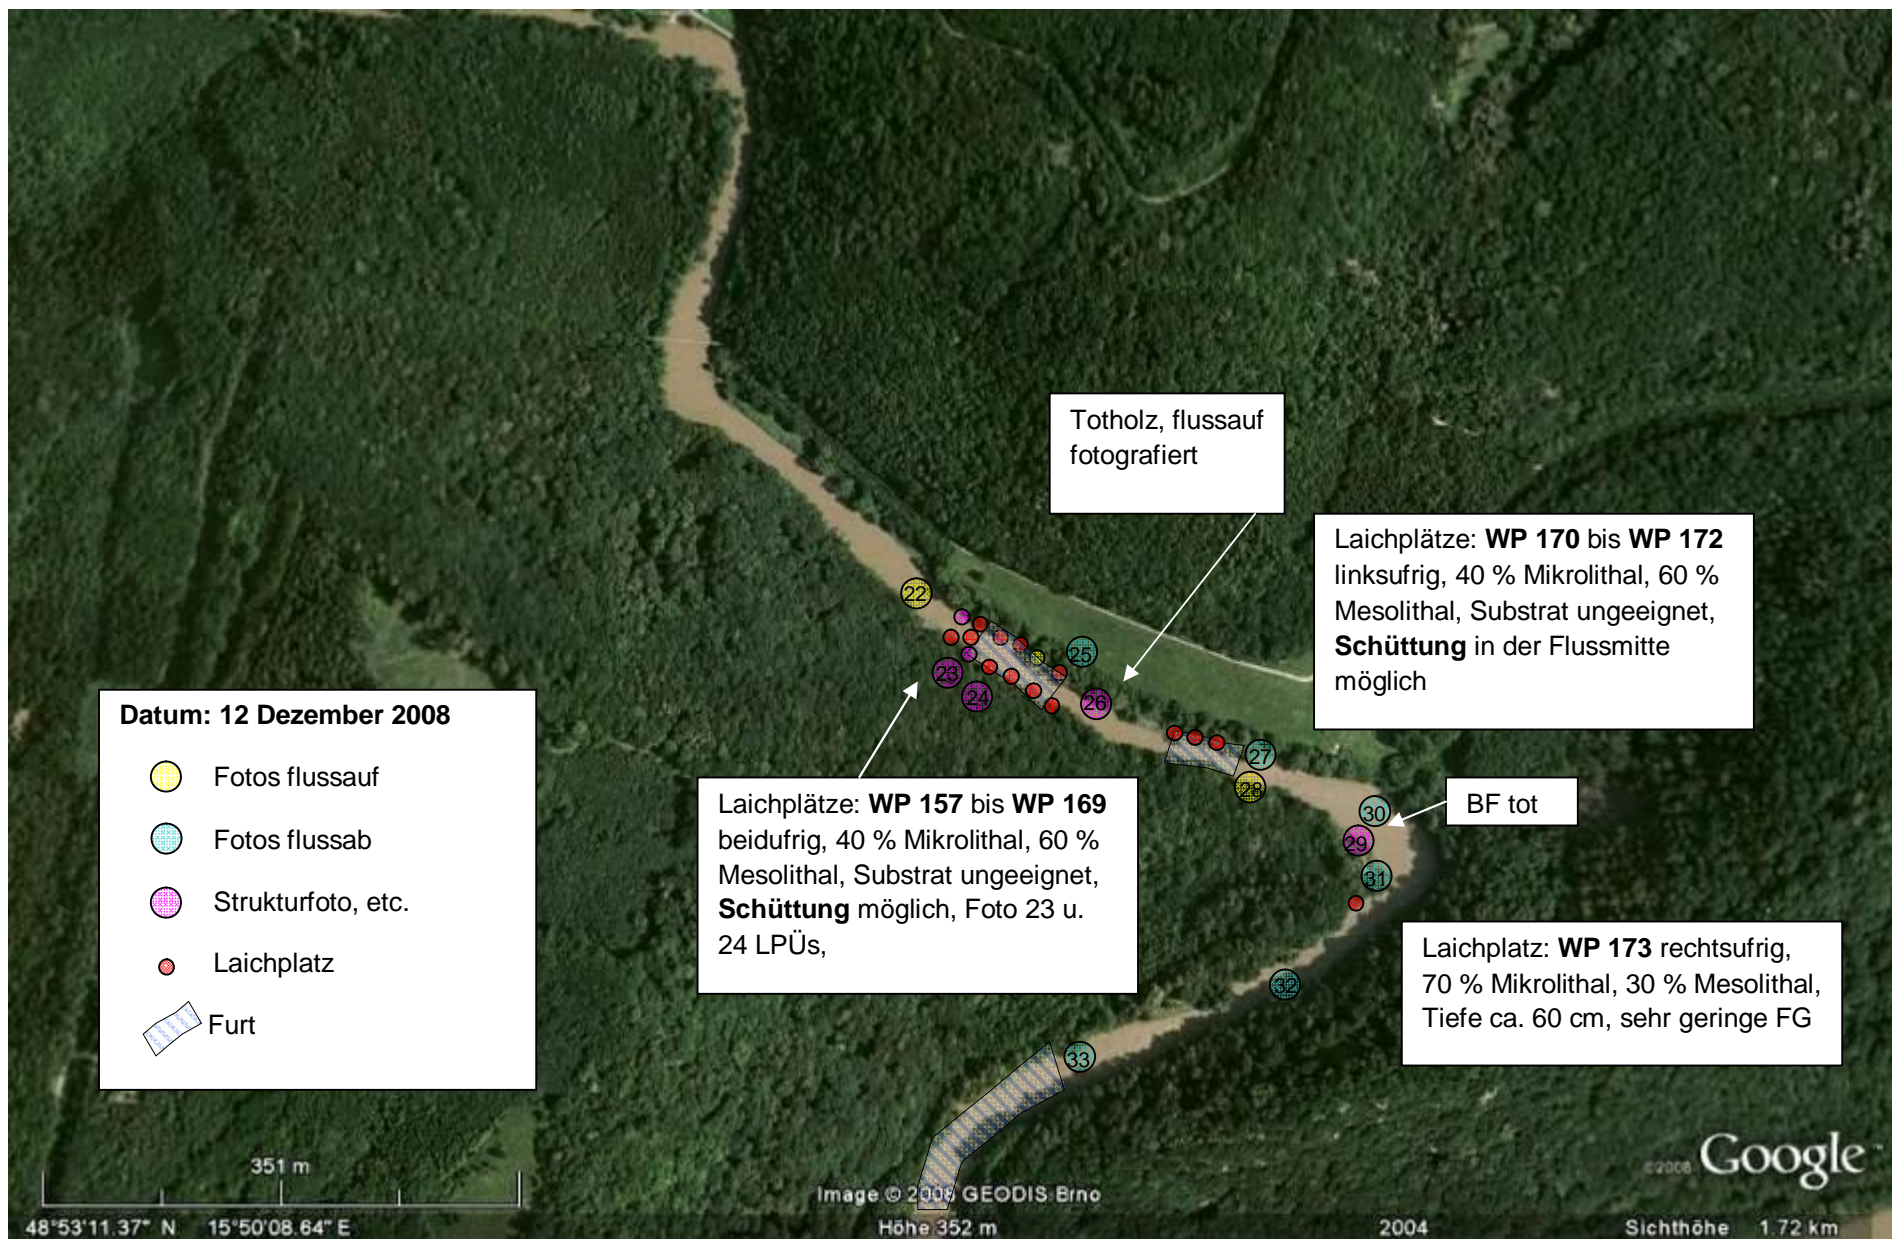 Totholz, flussauf
fotografiert
Laichplätze: WP 170 bis WP 172
linksufrig, 40 % Mikrolithal, 60 %
Mesolithal, Substrat ungeeignet,
Schüttung in der Flussmitte
möglich
22
25
23
24
26
27
28
30
29
31
32
33
Datum: 12 Dezember 2008
Fotos flussauf
Fotos flussab
Strukturfoto, etc.
Laichplatz
Furt
Laichplätze: WP 157 bis WP 169
beidufrig, 40 % Mikrolithal, 60 %
Mesolithal, Substrat ungeeignet,
Schüttung möglich, Foto 23 u.
24 LPÜs,
BF tot
Laichplatz: WP 173 rechtsufrig,
70 % Mikrolithal, 30 % Mesolithal,
Tiefe ca. 60 cm, sehr geringe FG
351 m
©2008 Google
Image © 2008 GEODIS Brno
48°53'11.37" N 15°50'08.64" E
Höhe 352 m
2004
Sichthöhe 1.72 km